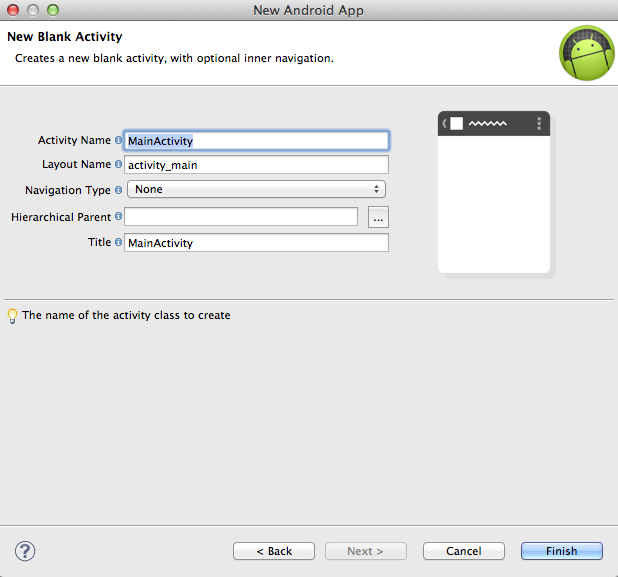 New Android App
New Blank Activity
Creates a new blank activity, with optional inner navigation.
Activity Name MainActivity
Layout Name activity_main
Navigation Type None
Hierarchical Parent ...
Title MainActivity
The name of the activity class to create
? < Back Next > Cancel Finish